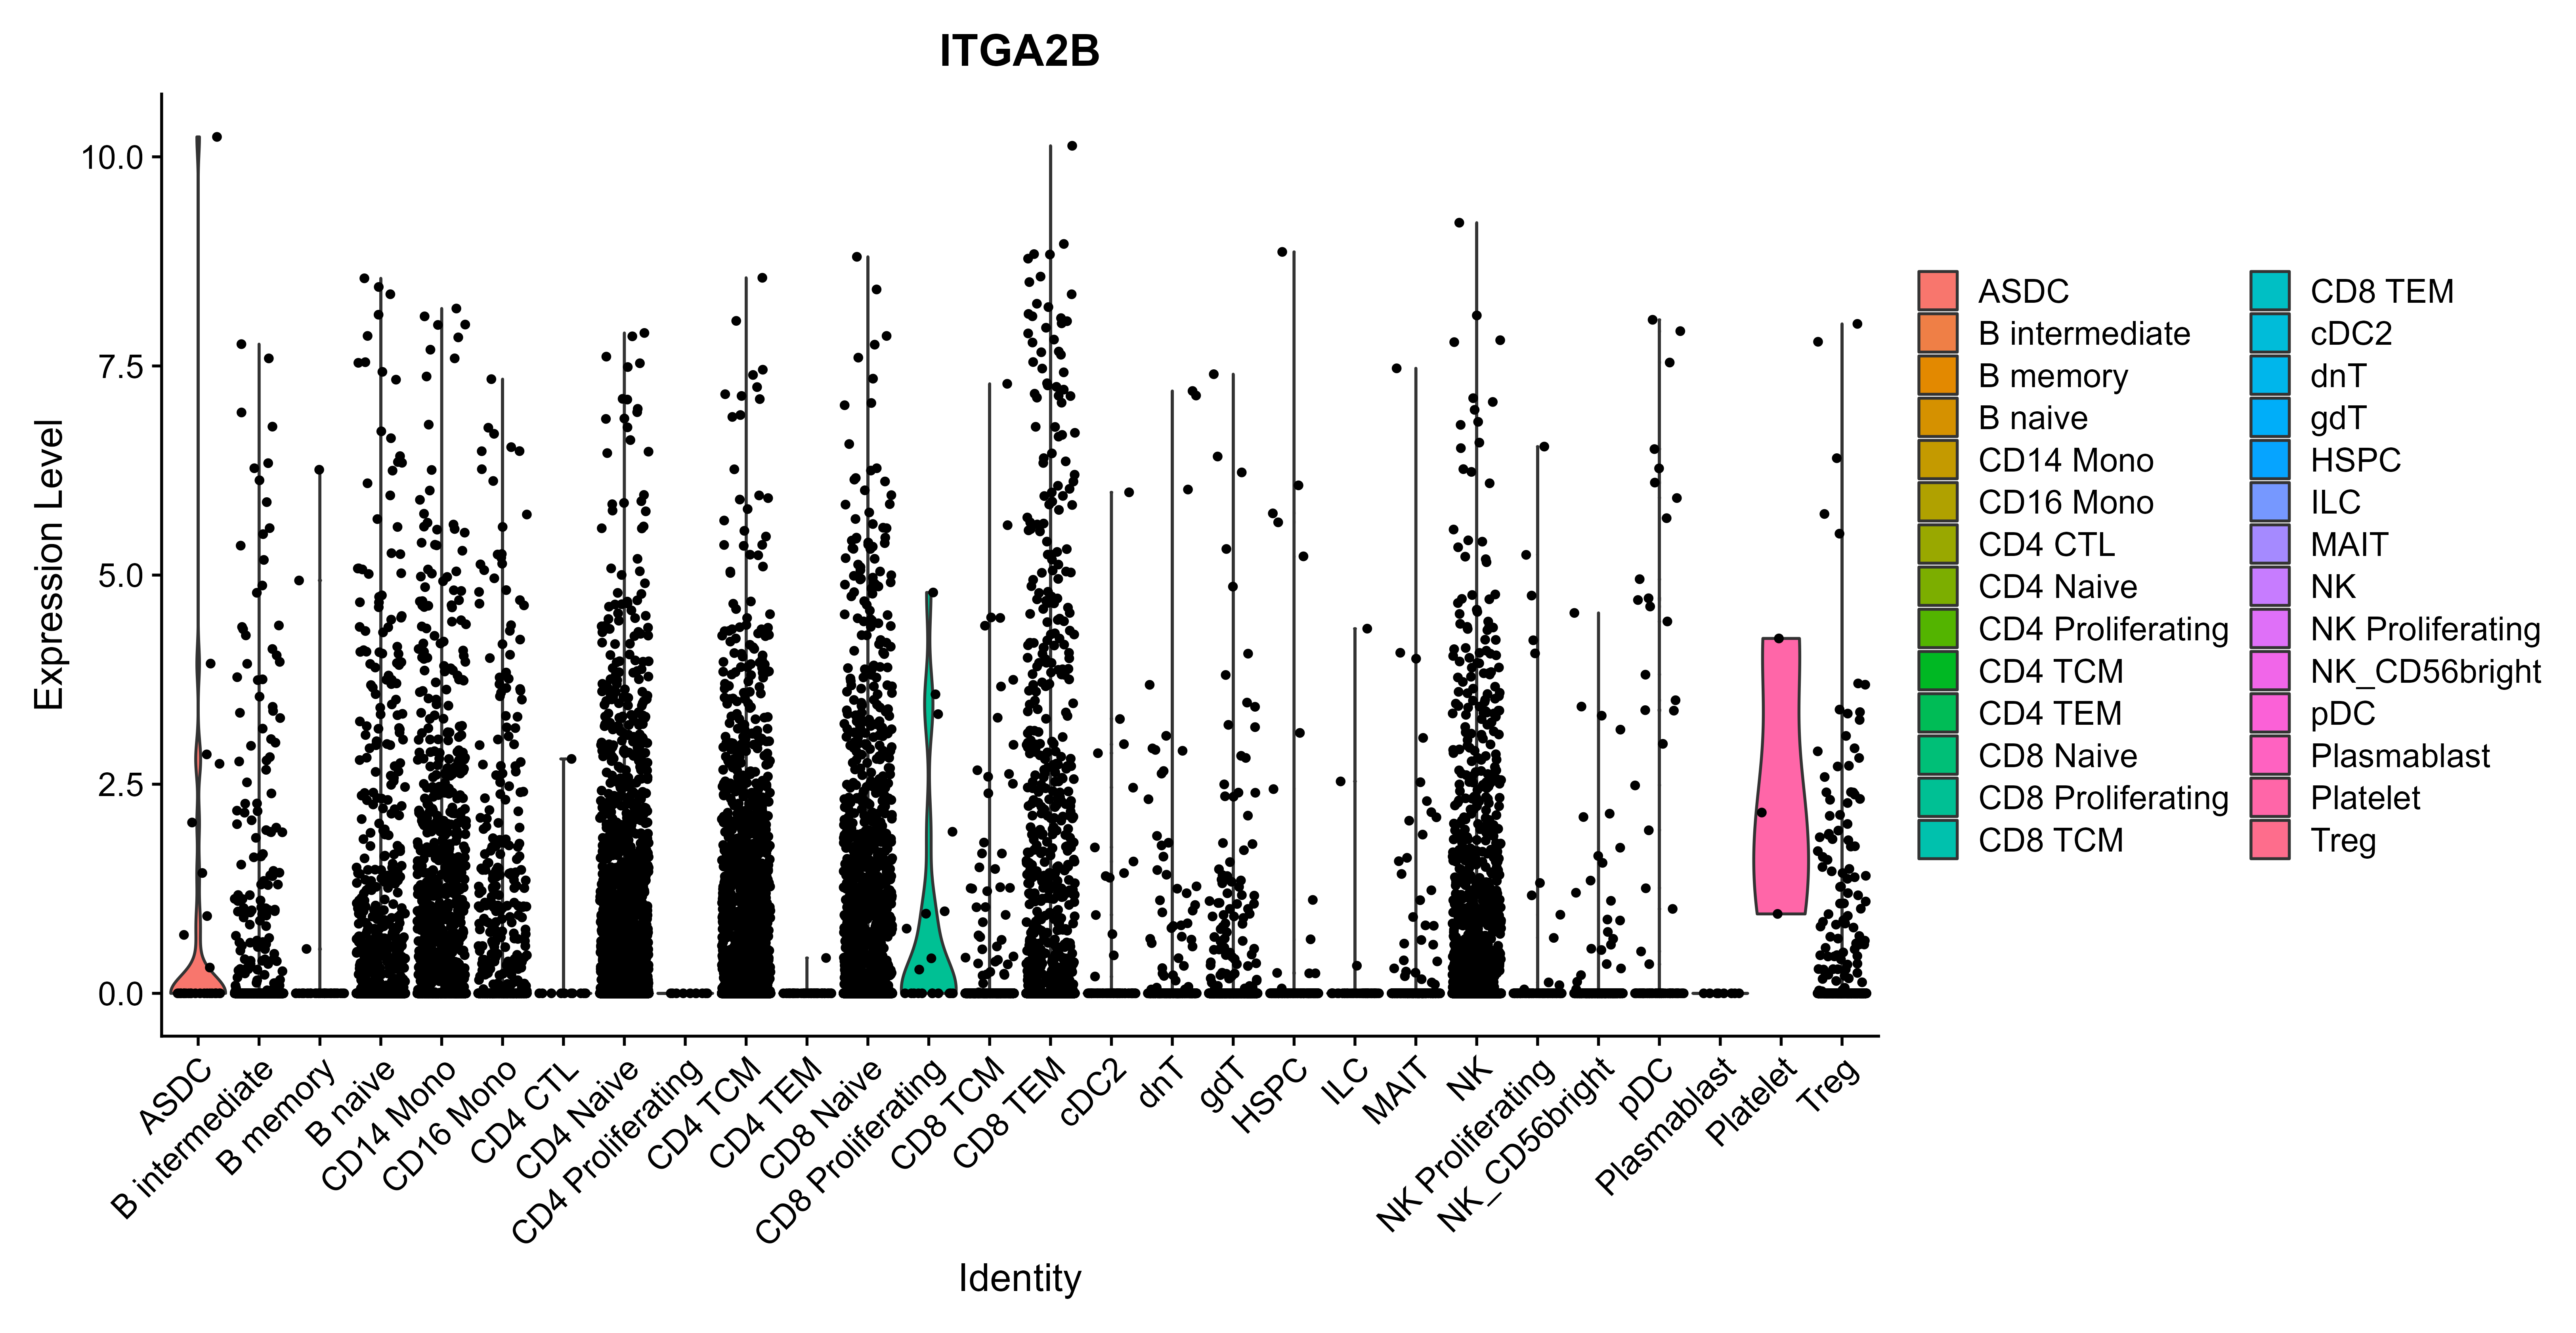 ITGA2B
Expression Level
10.0
7.5
5.0
2.5
0.0
ASDC
B intermediate
B memory
B naive
CD14 Mono
CD16 Mono
CD4 CTL
CD4 Naive
CD4 Proliferating
CD4 TCM
CD4 TEM
CD8 Naive
CD8 Proliferating
CD8 TCM
CD8 TEM
cDC2
dnT
gdT
HSPC
ILC
MAIT
NK
NK Proliferating
NK_CD56bright
pDC
Plasmablast
Platelet
Treg
Identity
ASDC
B intermediate
B memory
B naive
CD14 Mono
CD16 Mono
CD4 CTL
CD4 Naive
CD4 Proliferating
CD4 TCM
CD4 TEM
CD8 Naive
CD8 Proliferating
CD8 TCM
CD8 TEM
cDC2
dnT
gdT
HSPC
ILC
MAIT
NK
NK Proliferating
NK_CD56bright
pDC
Plasmablast
Platelet
Treg